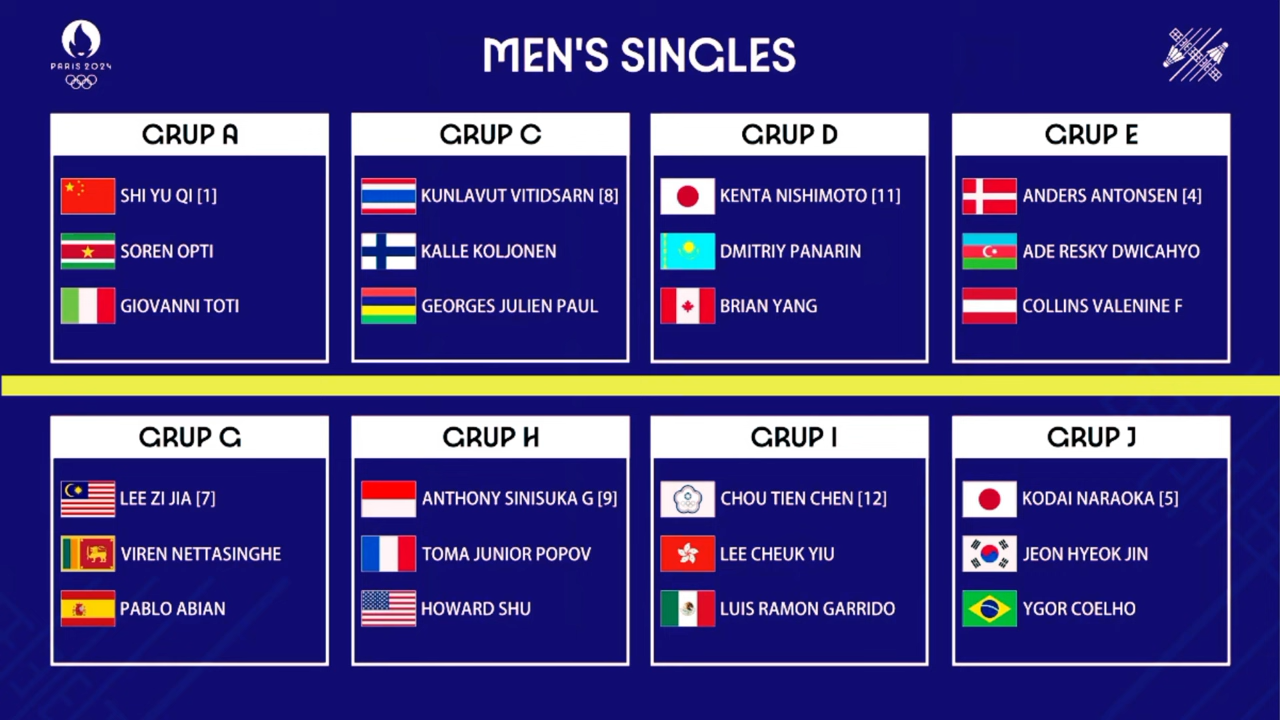 PARIS 2024
MEN'S SINGLES
GRUP A
SHI YU QI [1]
SOREN OPTI
GIOVANNI TOTI
GRUP C
KUNLAVUT VITIDSARN [8]
KALLE KOLJONEN
GEORGES JULIEN PAUL
GRUP D
KENTA NISHIMOTO [11]
DMITRIY PANARIN
BRIAN YANG
GRUP E
ANDERS ANTONSEN [4]
ADE RESKY DWICAHYO
COLLINS VALENINE F
GRUP G
LEE ZI JIA [7]
VIREN NETTASINGHE
PABLO ABIAN
GRUP H
ANTHONY SINISUKA G [9]
TOMA JUNIOR POPOV
HOWARD SHU
GRUP I
CHOU TIEN CHEN [12]
LEE CHEUK YIU
LUIS RAMON GARRIDO
GRUP J
KODAI NARAOKA [5]
JEON HYEOK JIN
YGOR COELHO